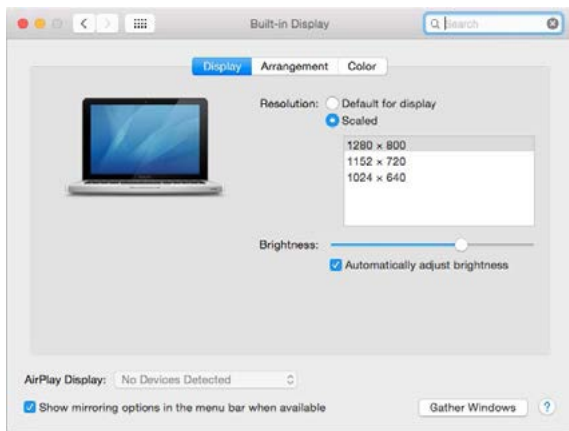 Built-in Display
Search
Display Arrangement Color
Resolution: Default for display
Scaled
1280 × 800
1152 × 720
1024 × 640
Brightness:
Automatically adjust brightness
AirPlay Display: No Devices Detected
Show mirroring options in the menu bar when available
Gather Windows ?